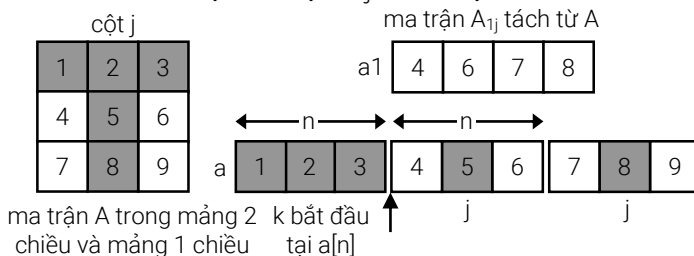 cột j
ma trận A1j tách từ A
1 2 3
a1 4 6 7 8
4 5 6
n n
7 8 9
a 1 2 3 4 5 6 7 8 9
j j
ma trận A trong mảng 2
chiều và mảng 1 chiều
k bắt đầu
tại a[n]